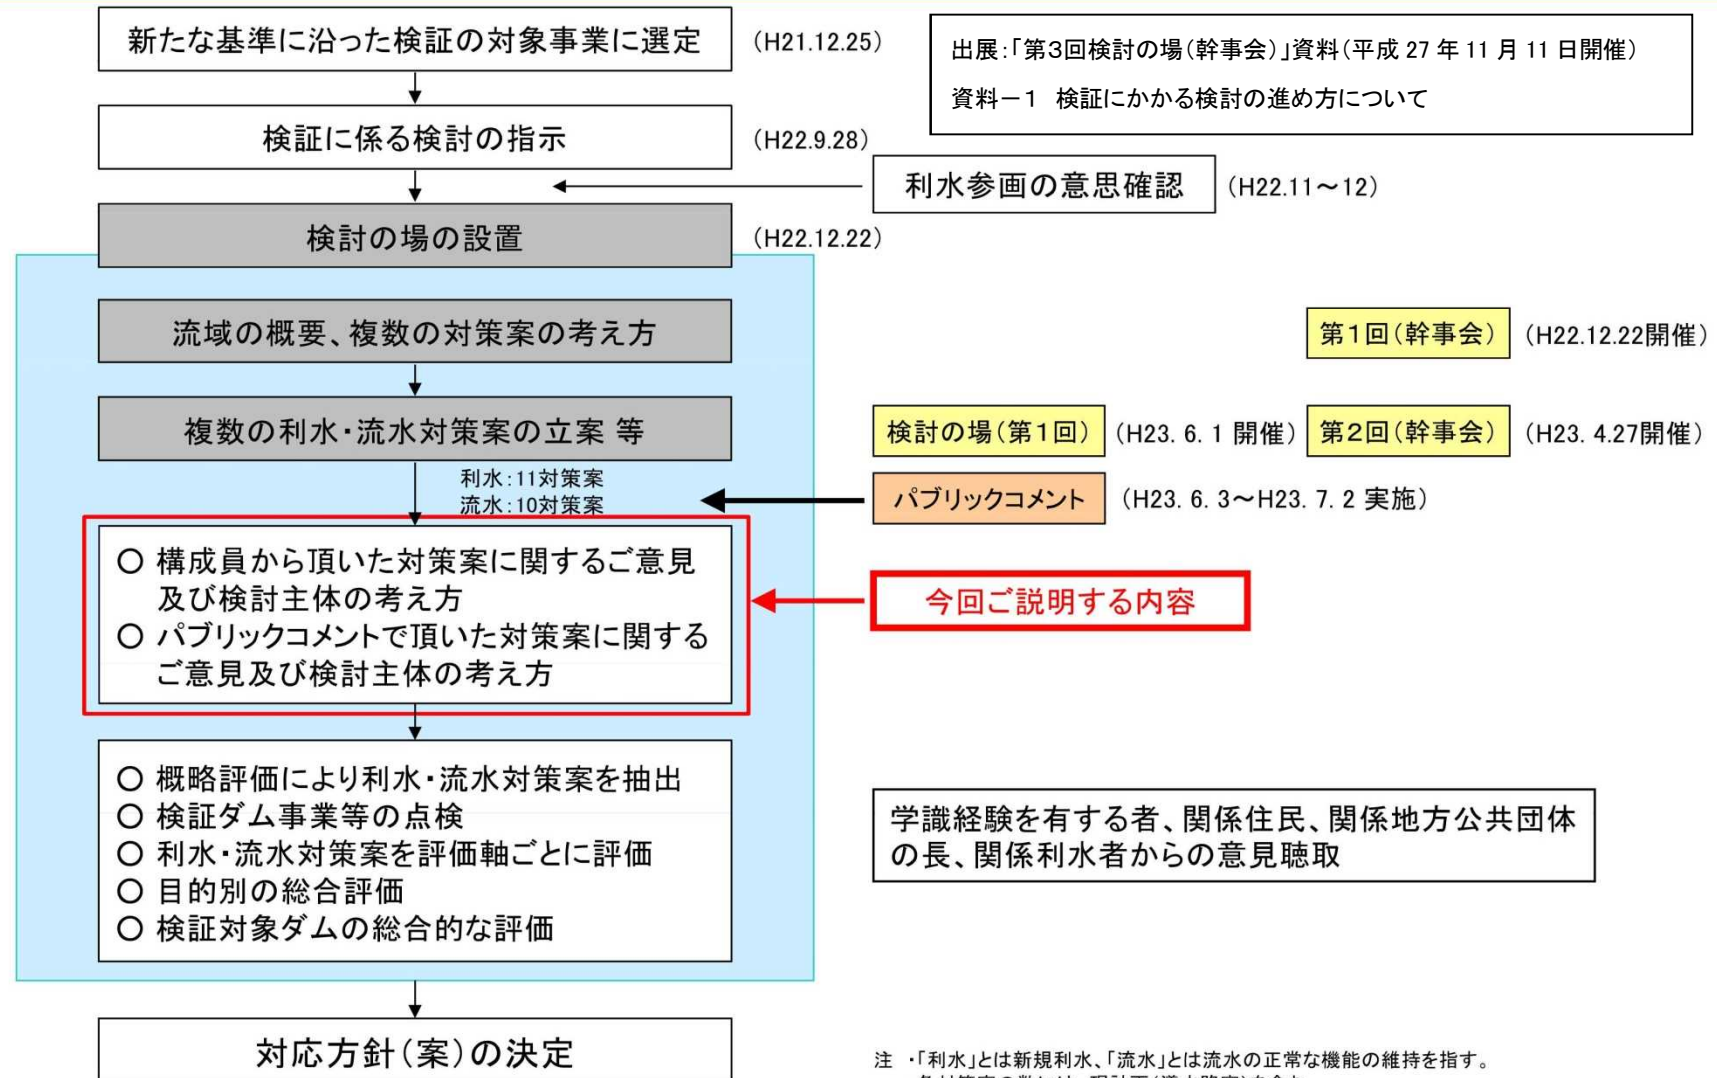 新たな基準に沿った検証の対象事業に選定 (H21.12.25)
出展:「第3回検討の場(幹事会)」資料(平成 27 年 11 月 11 日開催)
資料－1 検証にかかる検討の進め方について
検証に係る検討の指示 (H22.9.28)
利水参画の意思確認 (H22.11～12)
検討の場の設置 (H22.12.22)
流域の概要、複数の対策案の考え方
第1回(幹事会) (H22.12.22開催)
複数の利水・流水対策案の立案 等
検討の場(第1回) (H23. 6. 1 開催) 第2回(幹事会) (H23. 4.27開催)
利水:11対策案
流水:10対策案
パブリックコメント (H23. 6. 3～H23. 7. 2 実施)
○ 構成員から頂いた対策案に関するご意見
及び検討主体の考え方
○ パブリックコメントで頂いた対策案に関する
ご意見及び検討主体の考え方
今回ご説明する内容
○ 概略評価により利水・流水対策案を抽出
○ 検証ダム事業等の点検
○ 利水・流水対策案を評価軸ごとに評価
○ 目的別の総合評価
○ 検証対象ダムの総合的な評価
学識経験を有する者、関係住民、関係地方公共団体
の長、関係利水者からの意見聴取
対応方針(案)の決定
注 ・「利水」とは新規利水、「流水」とは流水の正常な機能の維持を指す。